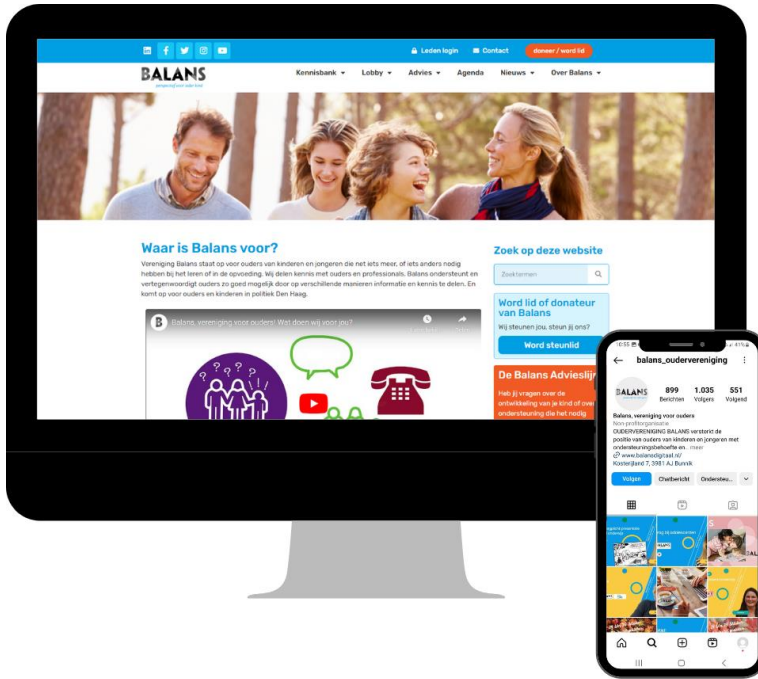 Leden login
Contact
doneer / word lid
BALANS
Kennisbank
Lobby
Advies
Agenda
Nieuws
Over Balans
Waar is Balans voor?
Vereniging Balans staat op voor ouders van kinderen en jongeren die net iets meer, of iets anders nodig
hebben bij het leren of in de opvoeding. Wij delen kennis met ouders en professionals. Balans ondersteunt en
vertegenwoordigt ouders zo goed mogelijk door op verschillende manieren informatie en kennis te delen. En
komt op voor ouders en kinderen in politiek Den Haag.
Balans, vereniging voor ouders! Wat doen wij voor jou?
Zoek op deze website
Zoektermen
Word lid of donateur
van Balans
Wij steunen jou, steun jij ons?
Word steunlid
De Balans Advieslijn
Heb jij vragen over de
ontwikkeling van je kind of over
ondersteuning die het nodig
10:55
41%
balans_oudervereniging
BALANS
899
1.035
551
Berichten
Volgers
Volgend
Balans, vereniging voor ouders
Non-profitorganisatie
OUDERVERENIGING BALANS versterkt de
positie van ouders van kinderen en jongeren met
ondersteuningsbehoefte en... meer
www.balansdigitaal.nl/
Kosterijland 7, 3981 AJ Bunnik
Volgen
Chatbericht
Ondersteu...